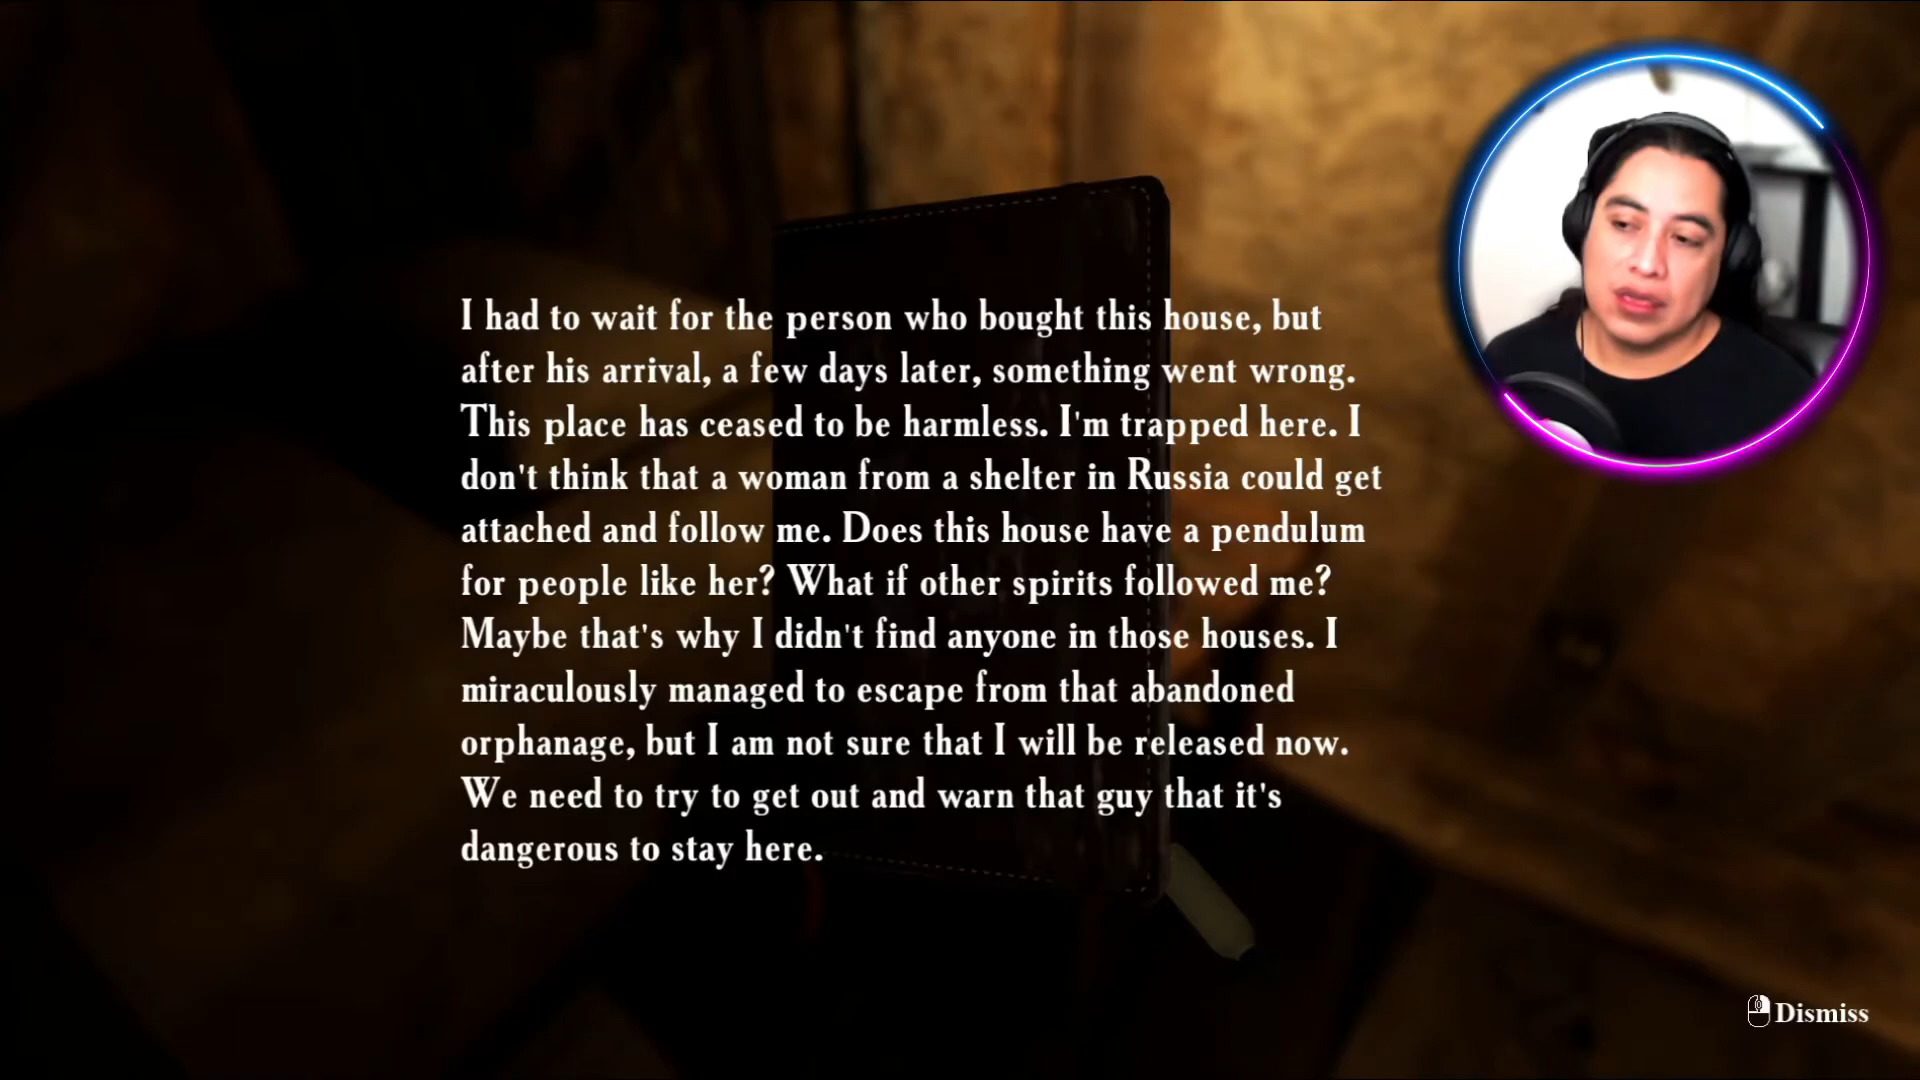 I had to wait for the person who bought this house, but
after his arrival, a few days later, something went wrong.
This place has ceased to be harmless. I'm trapped here. I
don't think that a woman from a shelter in Russia could get
attached and follow me. Does this house have a pendulum
for people like her? What if other spirits followed me?
Maybe that's why I didn't find anyone in those houses. I
miraculously managed to escape from that abandoned
orphanage, but I am not sure that I will be released now.
We need to try to get out and warn that guy that it's
dangerous to stay here.
Dismiss